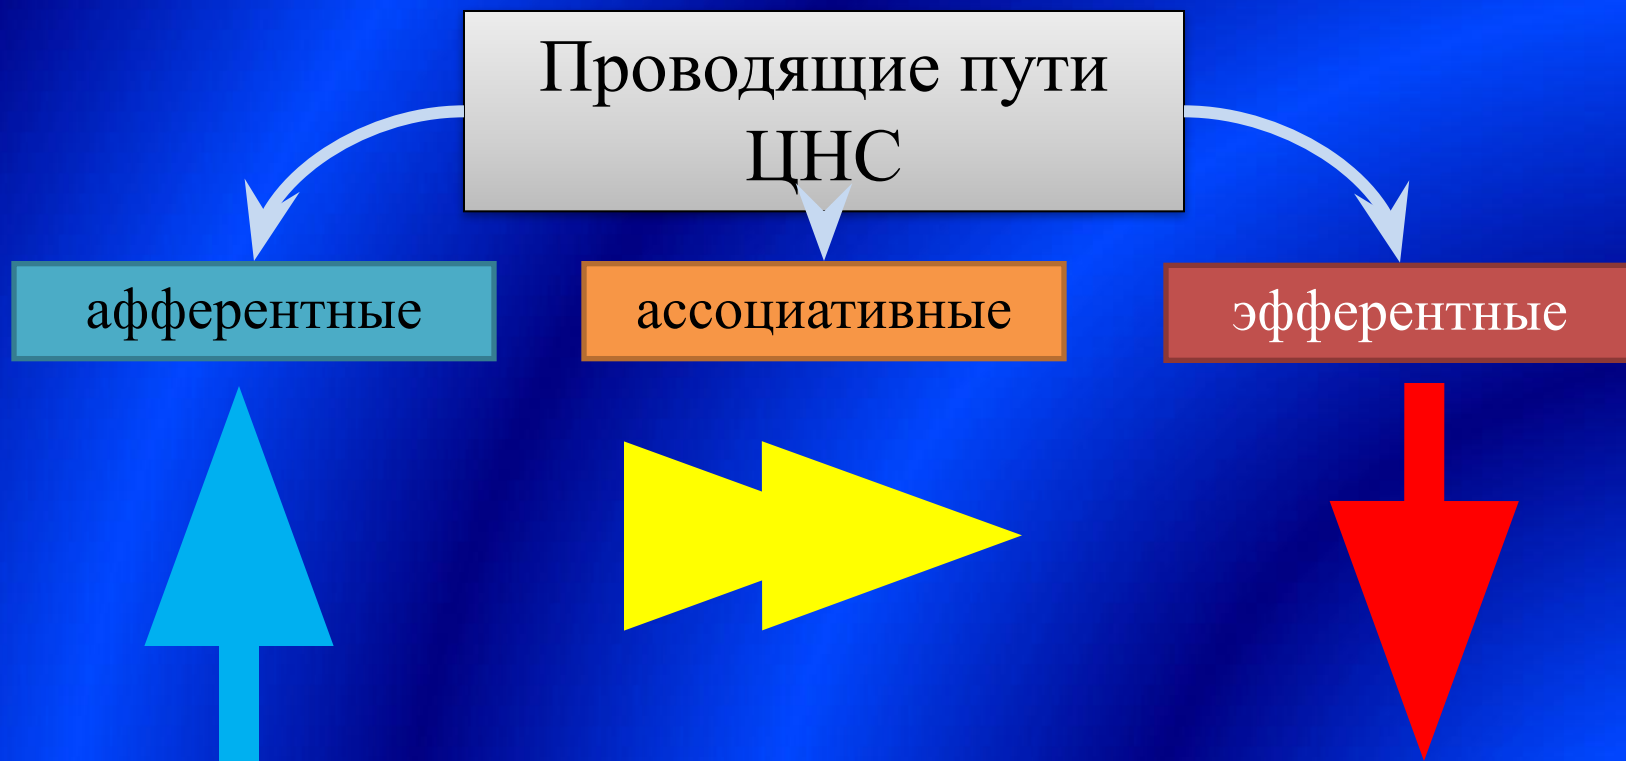 Проводящие пути
ЦНС
афферентные
ассоциативные
эфферентные